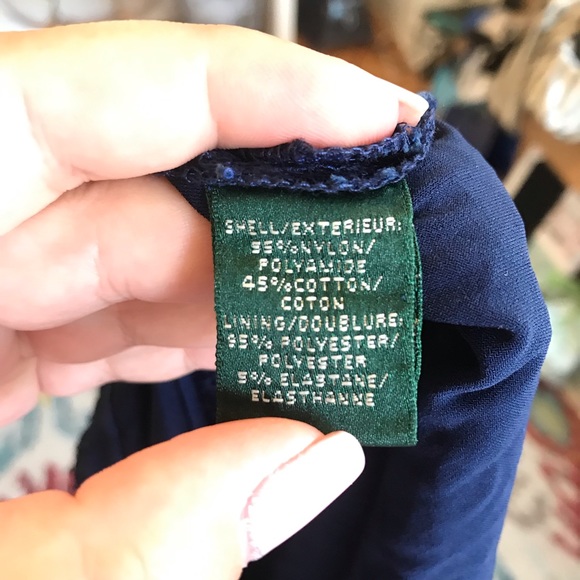 SHELL/EXTERIEUR:
55%NYLON/
POLYAMIDE
45%COTTON/
COTON
LINING/DOUBLURE:
95% POLYESTER/
POLYESTER
5% ELASTANE/
ELASTHANNE